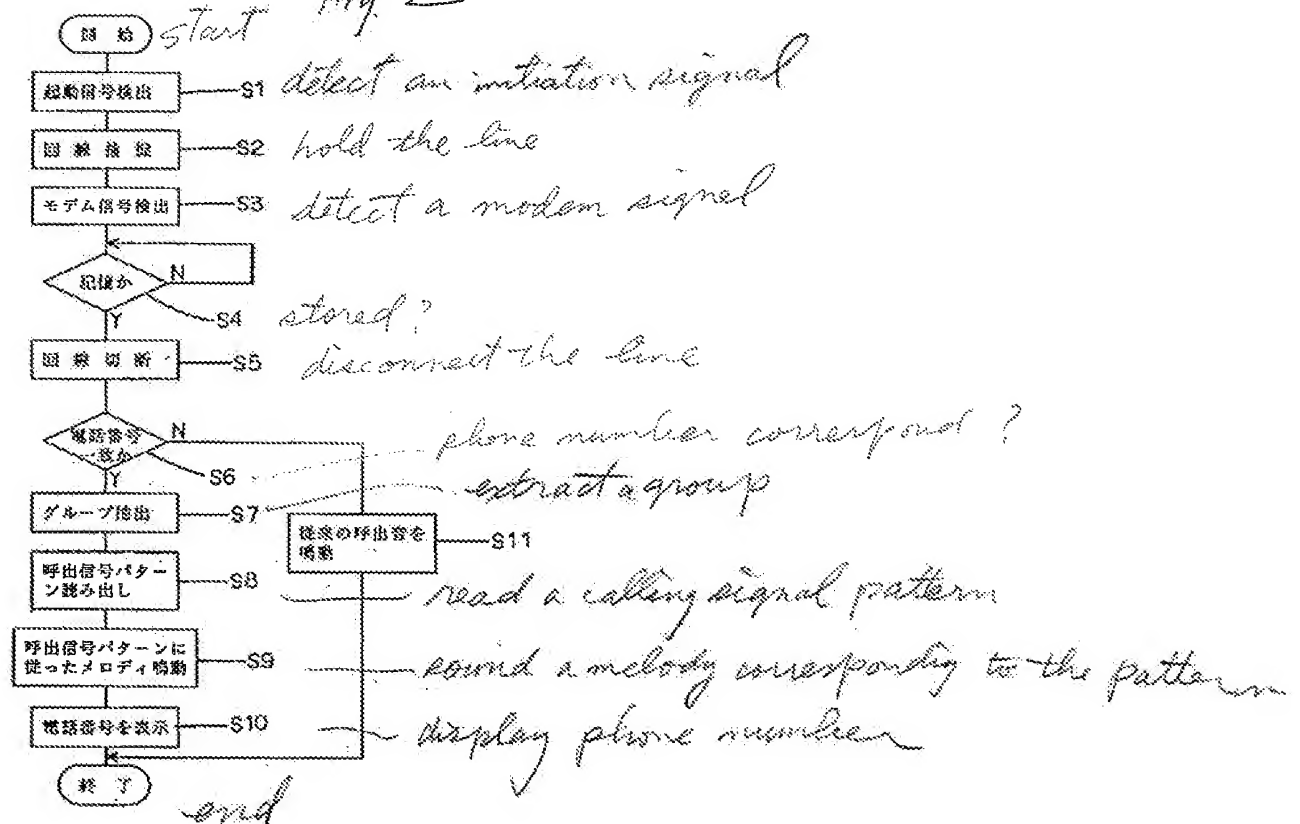 Fig. 2
開始 start
起動信号検出 S1 detect an initiation signal
S2 hold the line
モデム信号検出 S3 detect a modem signal
記憶か N
Y S4 stored?
回線切断 S5 disconnect the line
電話番号 N phone number correspond?
一致か
Y S6
グループ抽出 S7 extract a group
従来の呼出音を S11
鳴動
呼出信号パター S8 read a calling signal pattern
ン読み出し
呼出信号パターンに S9 sound a melody correspondig to the pattern
従ったメロディ鳴動
電話番号を表示 S10 display phone number
終了
end